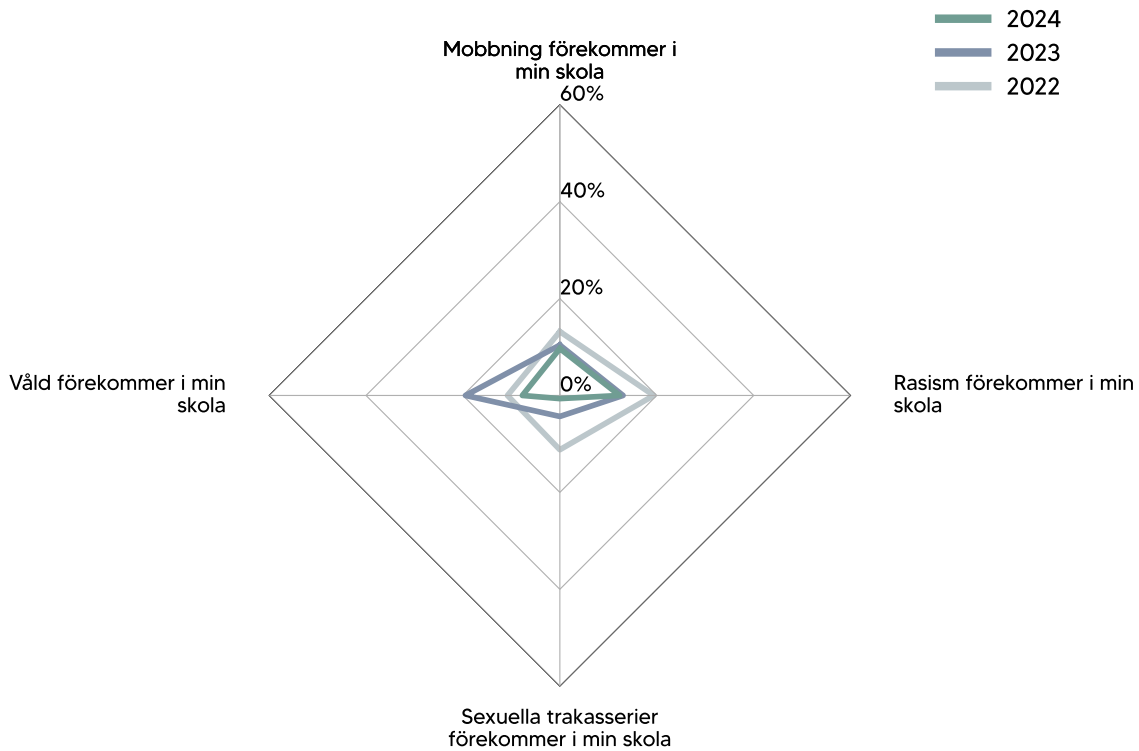 2024
2023
2022
Mobbning förekommer i
min skola
60%
40%
20%
0%
Våld förekommer i min
skola
Rasism förekommer i min
skola
Sexuella trakasserier
förekommer i min skola